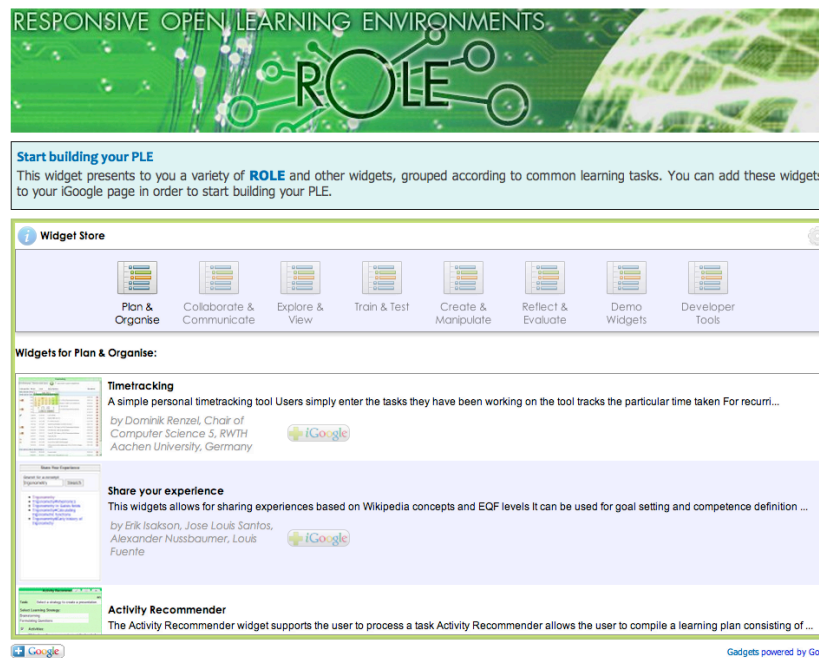 RESPONSIVE OPEN LEARNING ENVIRONMENTS
ROLE
Start building your PLE
This widget presents to you a variety of ROLE and other widgets, grouped according to common learning tasks. You can add these widgets
to your iGoogle page in order to start building your PLE.
Widget Store
Plan & Organise
Collaborate & Communicate
Explore & View
Train & Test
Create & Manipulate
Reflect & Evaluate
Demo Widgets
Developer Tools
Widgets for Plan & Organise:
Timetracking
A simple personal timetracking tool Users simply enter the tasks they have been working on the tool tracks the particular time taken For recurri...
by Dominik Renzel, Chair of
Computer Science 5, RWTH
Aachen University, Germany
iGoogle
Share your experience
This widgets allows for sharing experiences based on Wikipedia concepts and EQF levels It can be used for goal setting and competence definition ...
by Erik Isakson, Jose Louis Santos,
Alexander Nussbaumer, Louis
Fuente
iGoogle
Activity Recommender
The Activity Recommender widget supports the user to process a task Activity Recommender allows the user to compile a learning plan consisting of ...
Google
Gadgets powered by Go